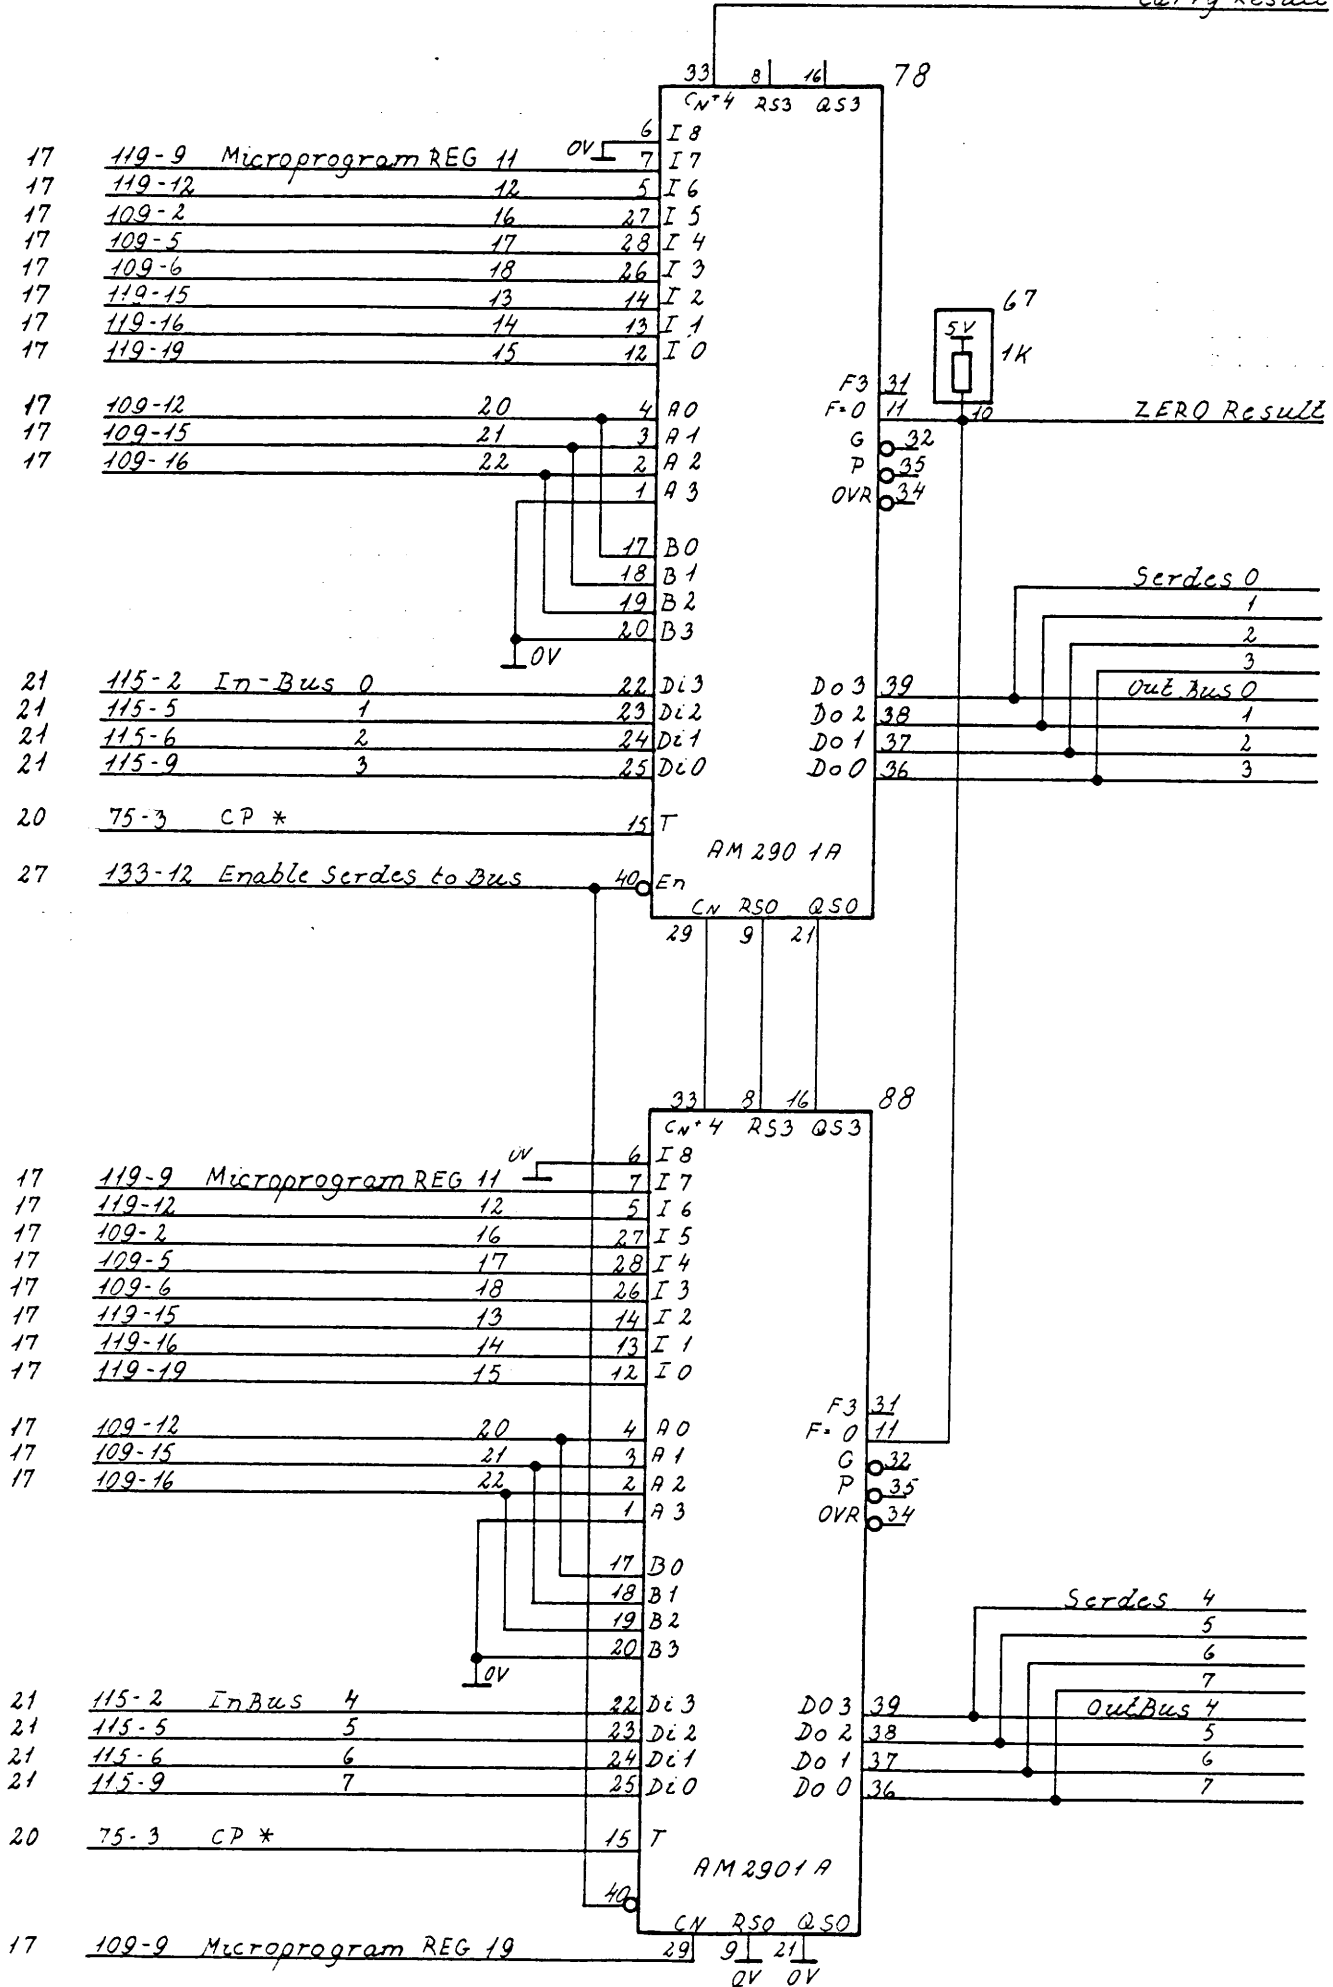 Carry Result
33 8 16 78
CN+4 RS3 QS3
0V 6 I8
17 119-9 Microprogram REG 11 7 I7
17 119-12 12 5 I6
17 109-2 16 27 I5
17 109-5 17 28 I4
17 109-6 18 26 I3
17 119-15 13 14 I2
17 119-16 14 13 I1
17 119-19 15 12 I0
67
5V
1K
F3 31
17 109-12 20 4 A0 F=0 11 10 ZERO Result
17 109-15 21 3 A1 G 32
17 109-16 22 2 A2 P 35
1 A3 OVR 34
17 B0
18 B1 Serdes 0
19 B2 1
20 B3 2
0V 3
21 115-2 In-Bus 0 22 Di3 Do3 39 Out Bus 0
21 115-5 1 23 Di2 Do2 38 1
21 115-6 2 24 Di1 Do1 37 2
21 115-9 3 25 Di0 Do0 36 3
20 75-3 CP * 15 T
AM2901A
27 133-12 Enable Serdes to Bus 40 En
CN RS0 QS0
29 9 21
33 8 16 88
CN+4 RS3 QS3
0V 6 I8
17 119-9 Microprogram REG 11 7 I7
17 119-12 12 5 I6
17 109-2 16 27 I5
17 109-5 17 28 I4
17 109-6 18 26 I3
17 119-15 13 14 I2
17 119-16 14 13 I1
17 119-19 15 12 I0
F3 31
17 109-12 20 4 A0 F=0 11
17 109-15 21 3 A1 G 32
17 109-16 22 2 A2 P 35
1 A3 OVR 34
17 B0
18 B1 Serdes 4
19 B2 5
20 B3 6
0V 7
21 115-2 InBus 4 22 Di3 DO3 39 OutBus 4
21 115-5 5 23 Di2 Do2 38 5
21 115-6 6 24 Di1 Do1 37 6
21 115-9 7 25 Di0 Do0 36 7
20 75-3 CP * 15 T
AM2901A
40
CN RSO QSO
17 109-9 Microprogram REG 19 29 9 21
0V 0V